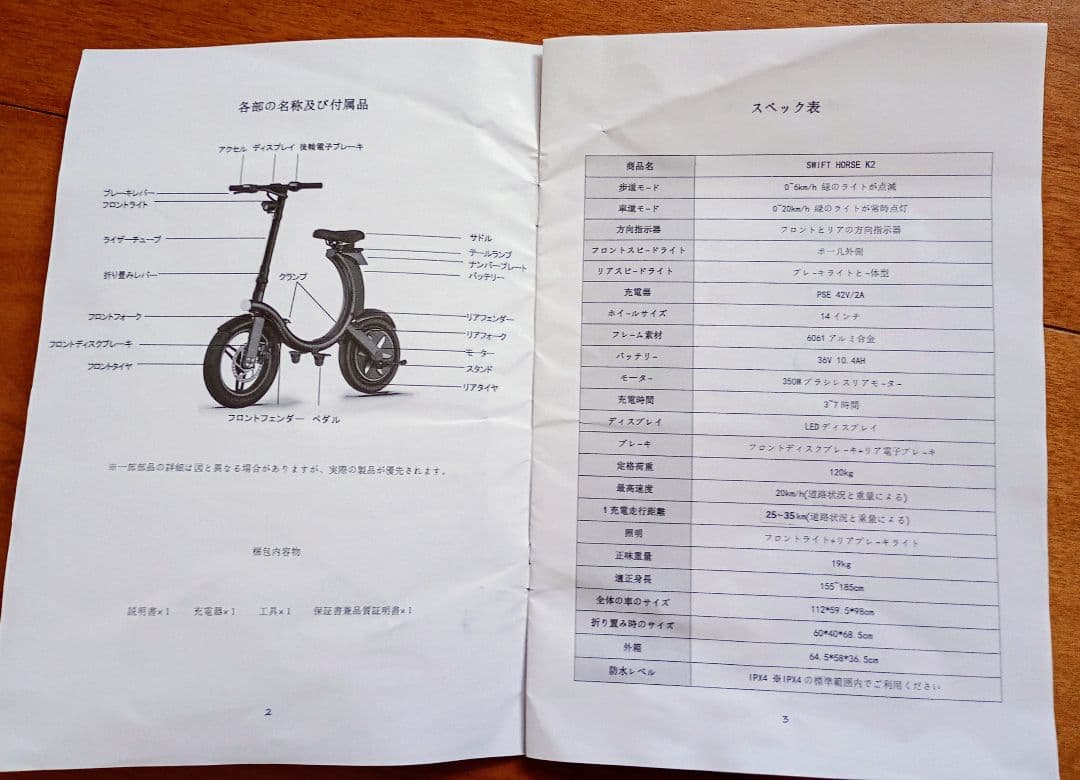 各部の名称及び付属品
アクセル ディスプレイ 後輪電子ブレーキ
ブレーキレバー
フロントライト
ライザーチューブ
折り畳みレバー
クランプ
フロントフォーク
フロントディスクブレーキ
フロントタイヤ
サドル
テールランプ
ナンバープレート
バッテリー
リアフェンダー
リアフォーク
モーター
スタンド
リアタイヤ
フロントフェンダー ペダル
※一部部品の詳細は図と異なる場合がありますが、実際の製品が優先されます。
梱包内容物
説明書×1 充電器×1 工具×1 保証書兼品質証明書×1
2
スペック表
商品名 SWIFT HORSE K2
歩道モード 0~6km/h 緑のライトが点滅
車道モード 0~20km/h 緑のライトが常時点灯
方向指示器 フロントとリアの方向指示器
フロントスピードライト ポール外側
リアスピードライト ブレーキライトと一体型
充電器 PSE 42V/2A
ホイールサイズ 14インチ
フレーム素材 6061アルミ合金
バッテリー 36V 10.4AH
モーター 350Wブラシレスリアモーター
充電時間 3~7時間
ディスプレイ LEDディスプレイ
ブレーキ フロントディスクブレーキ+リア電子ブレーキ
定格荷重 120kg
最高速度 20km/h(道路状況と重量による)
1充電走行距離 25~35km(道路状況と重量による)
照明 フロントライト+リアブレーキライト
正味重量 19kg
適正身長 155~185cm
全体の車のサイズ 112*59.5*98cm
折り畳み時のサイズ 60*40*68.5cm
外箱 64.5*58*36.5cm
防水レベル IPX4 ※IPX4の標準範囲内でご利用ください
3